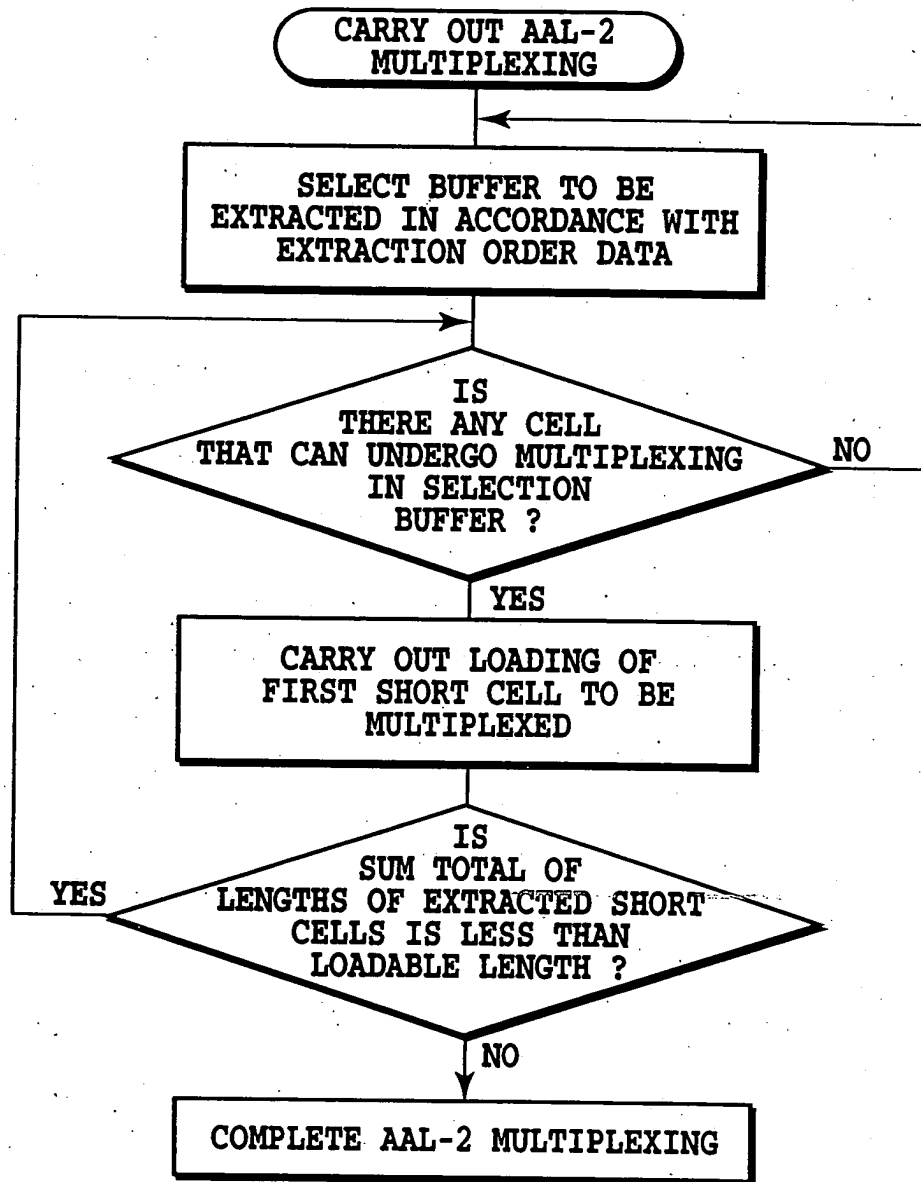 CARRY OUT AAL-2
MULTIPLEXING
SELECT BUFFER TO BE
EXTRACTED IN ACCORDANCE WITH
EXTRACTION ORDER DATA
IS
THERE ANY CELL
THAT CAN UNDERGO MULTIPLEXING
IN SELECTION
BUFFER ?
NO
YES
CARRY OUT LOADING OF
FIRST SHORT CELL TO BE
MULTIPLEXED
IS
SUM TOTAL OF
LENGTHS OF EXTRACTED SHORT
CELLS IS LESS THAN
LOADABLE LENGTH ?
YES
NO
COMPLETE AAL-2 MULTIPLEXING